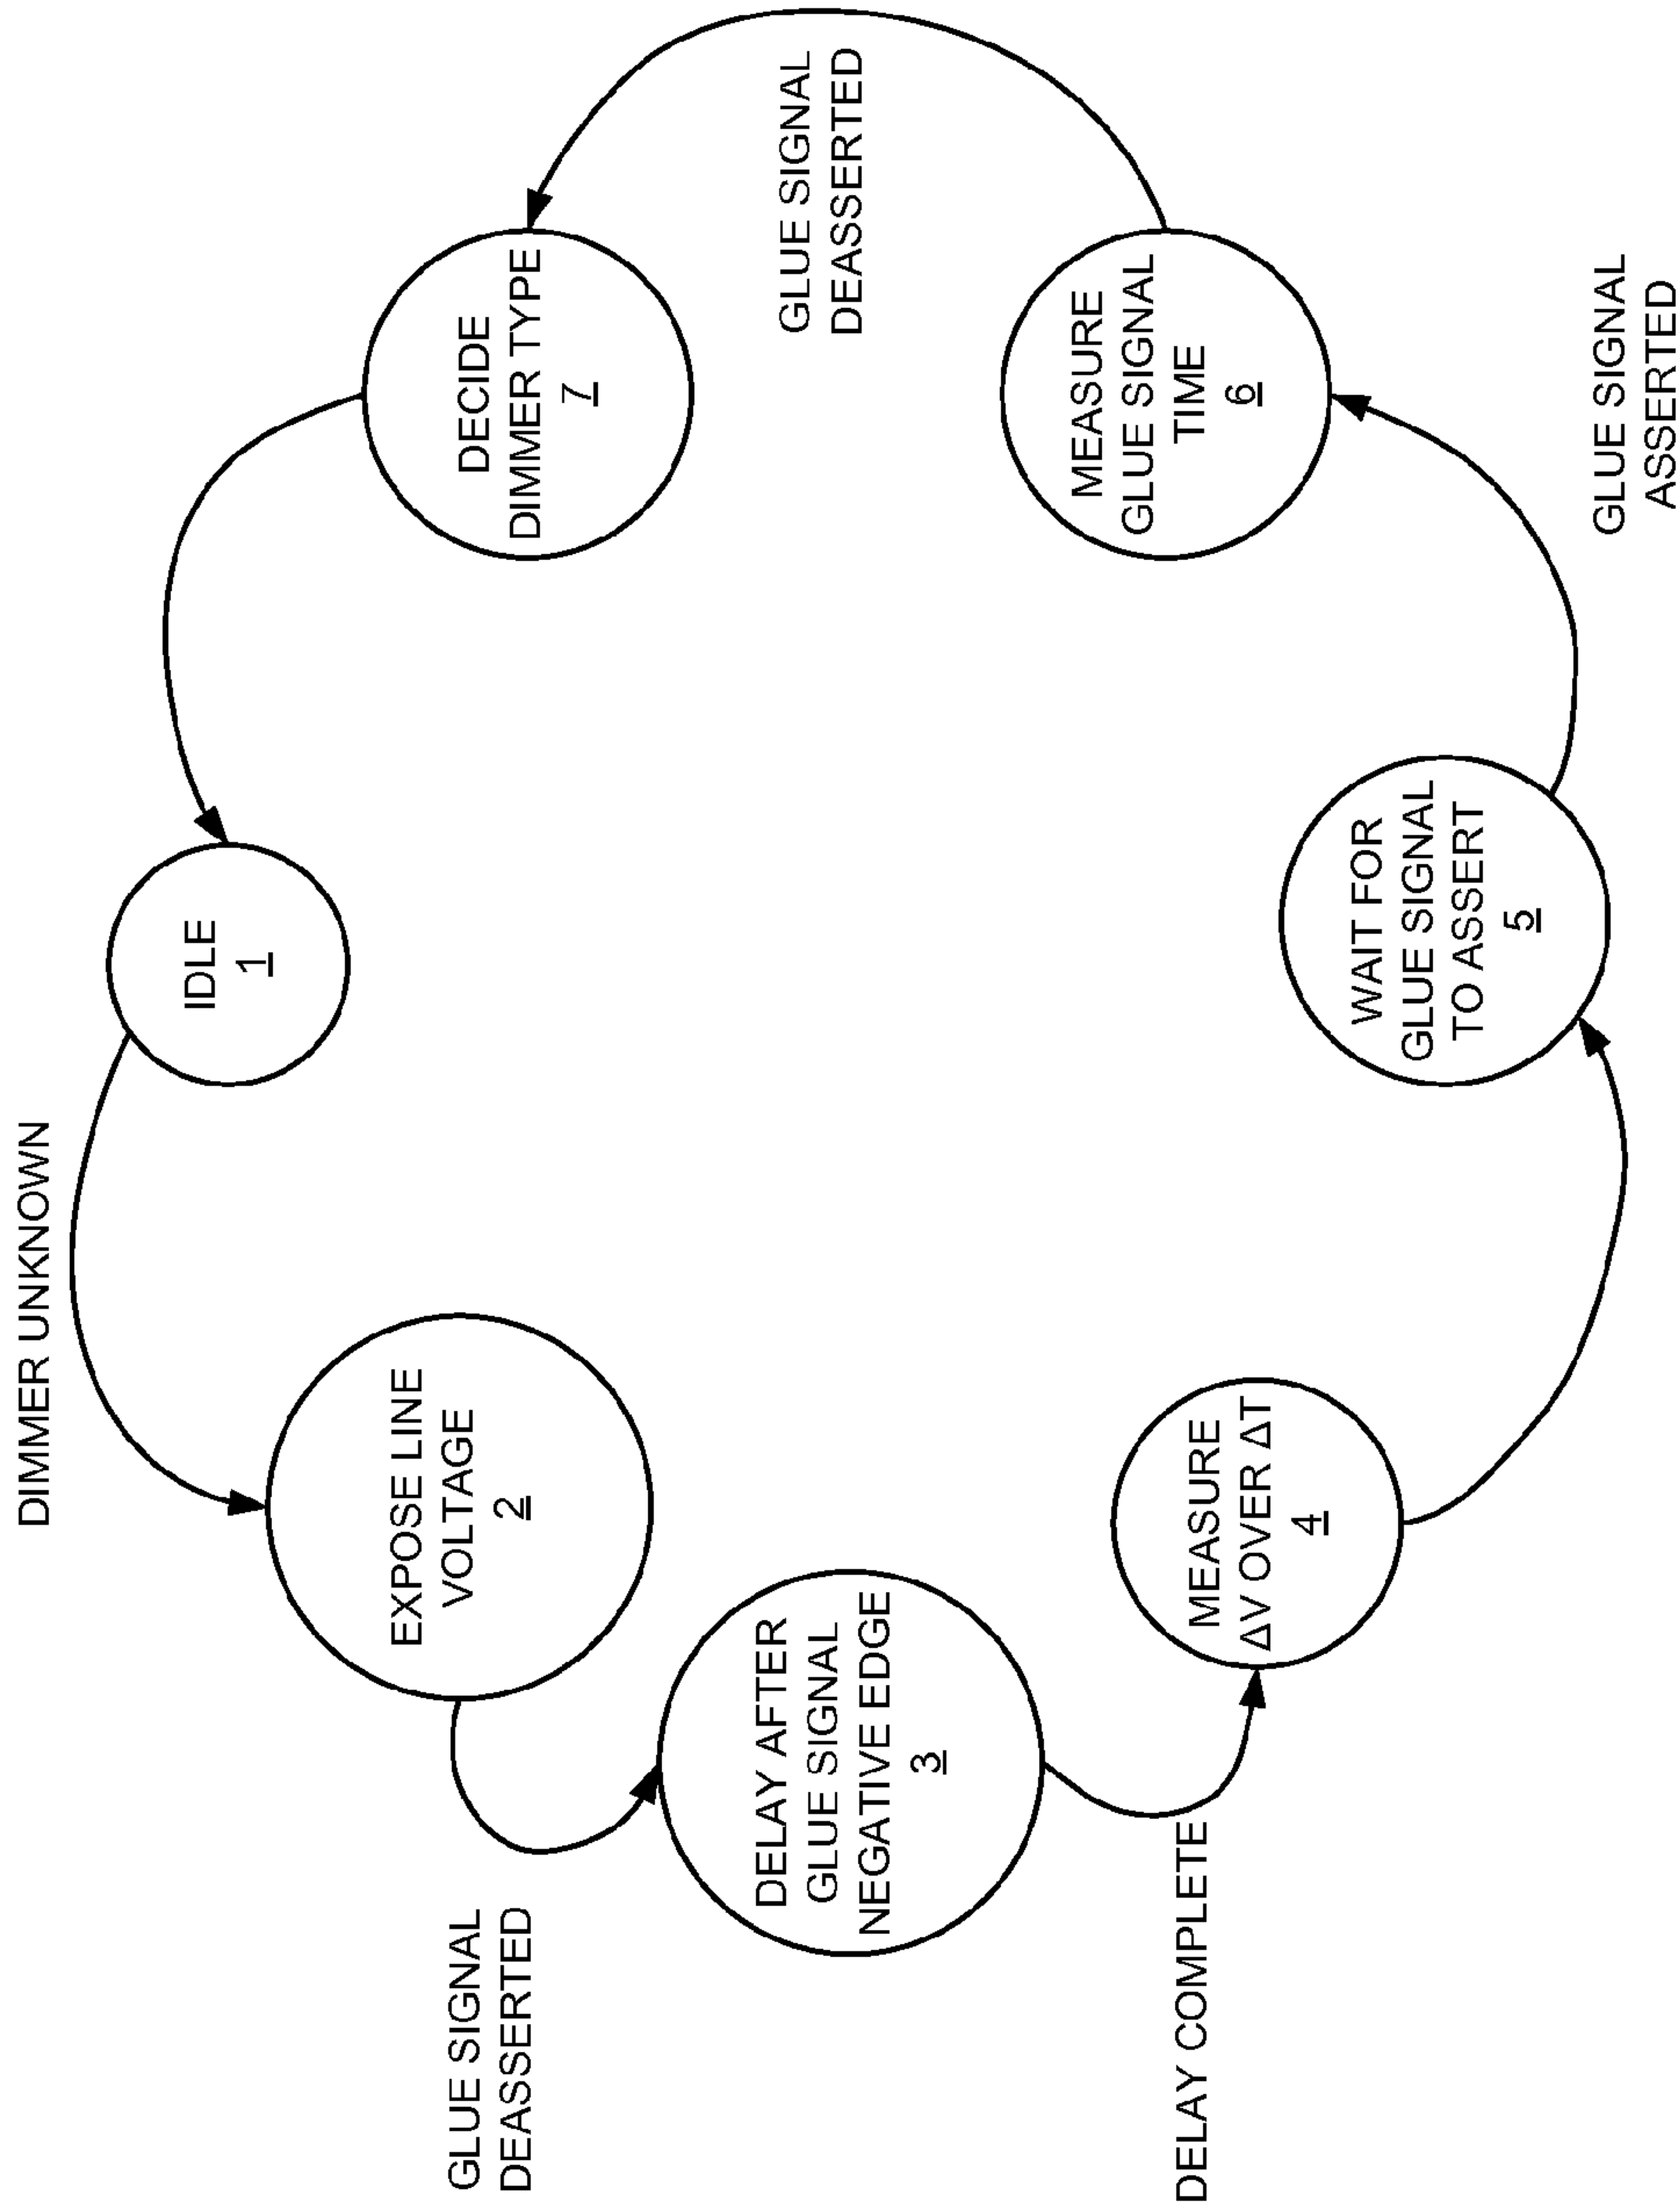 DIMMER UNKNOWN
IDLE
1
EXPOSE LINE
VOLTAGE
2
GLUE SIGNAL
DEASSERTED
DELAY AFTER
GLUE SIGNAL
NEGATIVE EDGE
3
DELAY COMPLETE
MEASURE
ΔV OVER ΔT
4
WAIT FOR
GLUE SIGNAL
TO ASSERT
5
GLUE SIGNAL
ASSERTED
MEASURE
GLUE SIGNAL
TIME
6
GLUE SIGNAL
DEASSERTED
DECIDE
DIMMER TYPE
7